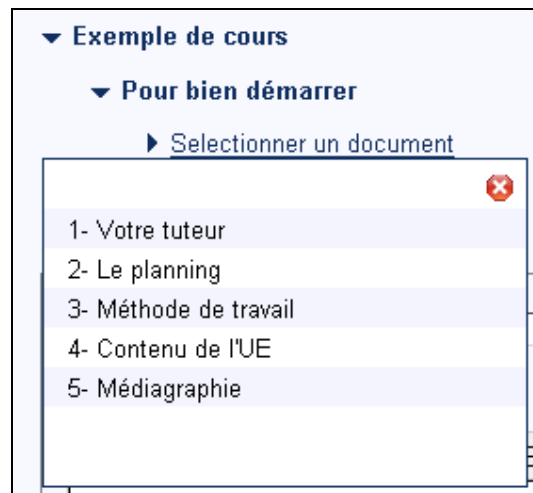 Exemple de cours
Pour bien démarrer
Selectionner un document
1- Votre tuteur
2- Le planning
3- Méthode de travail
4- Contenu de l'UE
5- Médiagraphie